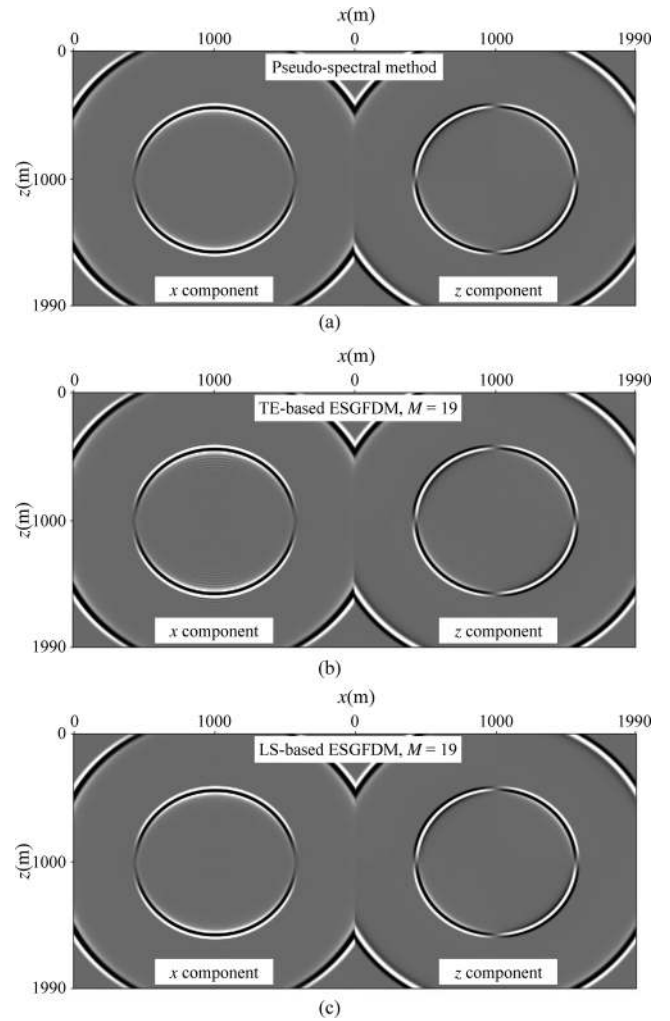 x(m)
0 1000 0 1000 1990
0
Pseudo-spectral method
z(m)
1000
x component z component
1990
(a)
x(m)
0 1000 0 1000 1990
0
TE-based ESGFDM, M = 19
z(m)
1000
x component z component
1990
(b)
x(m)
0 1000 0 1000 1990
0
LS-based ESGFDM, M = 19
z(m)
1000
x component z component
1990
(c)